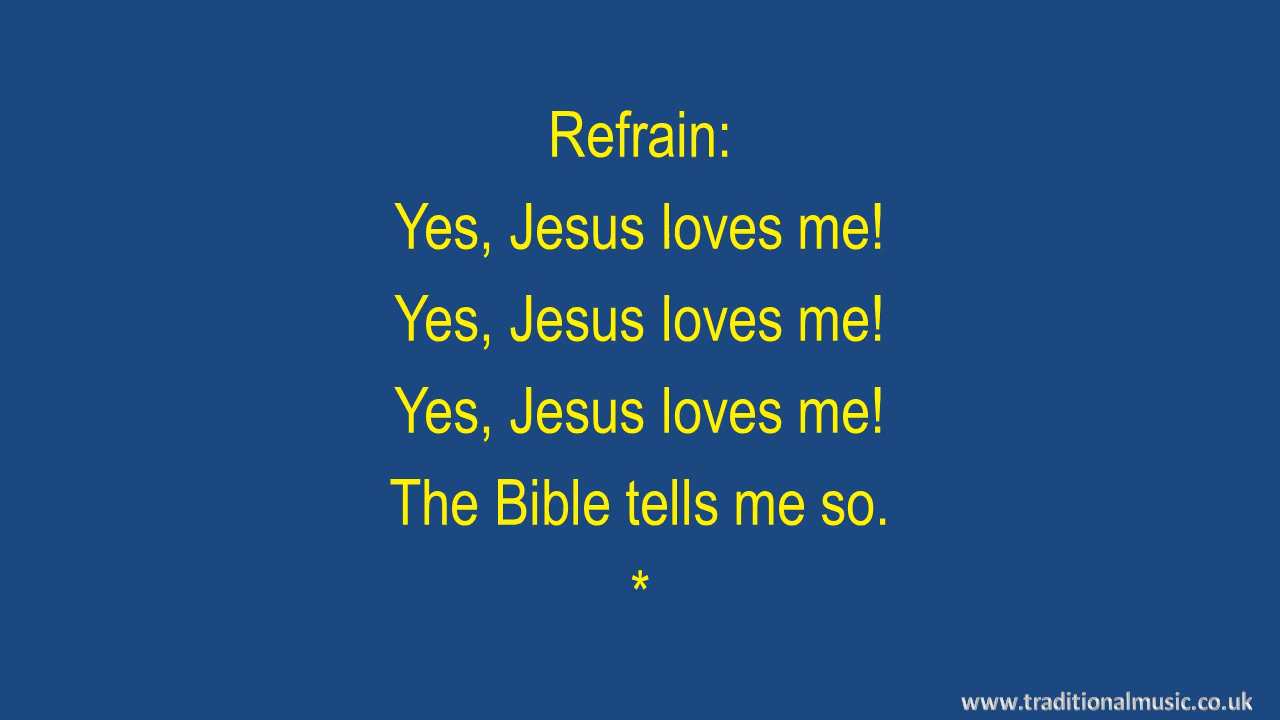 Refrain:
Yes, Jesus loves me!
Yes, Jesus loves me!
Yes, Jesus loves me!
The Bible tells me so.
*
www.traditionalmusic.co.uk